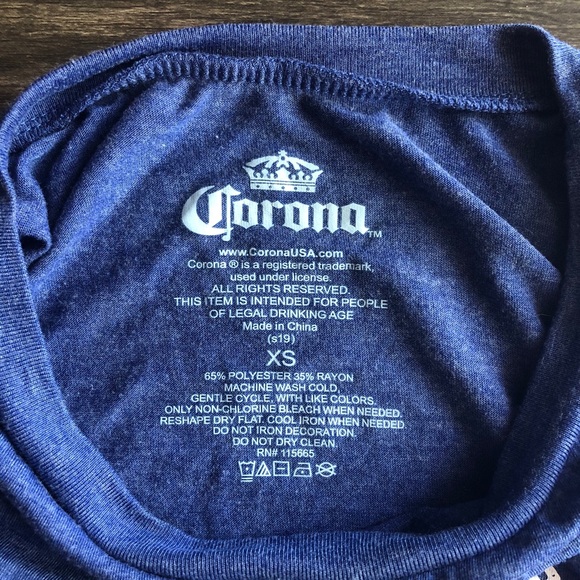 Corona™
www.CoronaUSA.com
Corona ® is a registered trademark,
used under license.
ALL RIGHTS RESERVED.
THIS ITEM IS INTENDED FOR PEOPLE
OF LEGAL DRINKING AGE
Made in China
(s19)
XS
65% POLYESTER 35% RAYON
MACHINE WASH COLD,
GENTLE CYCLE, WITH LIKE COLORS.
ONLY NON-CHLORINE BLEACH WHEN NEEDED.
RESHAPE DRY FLAT. COOL IRON WHEN NEEDED.
DO NOT IRON DECORATION.
DO NOT DRY CLEAN.
RN# 115665